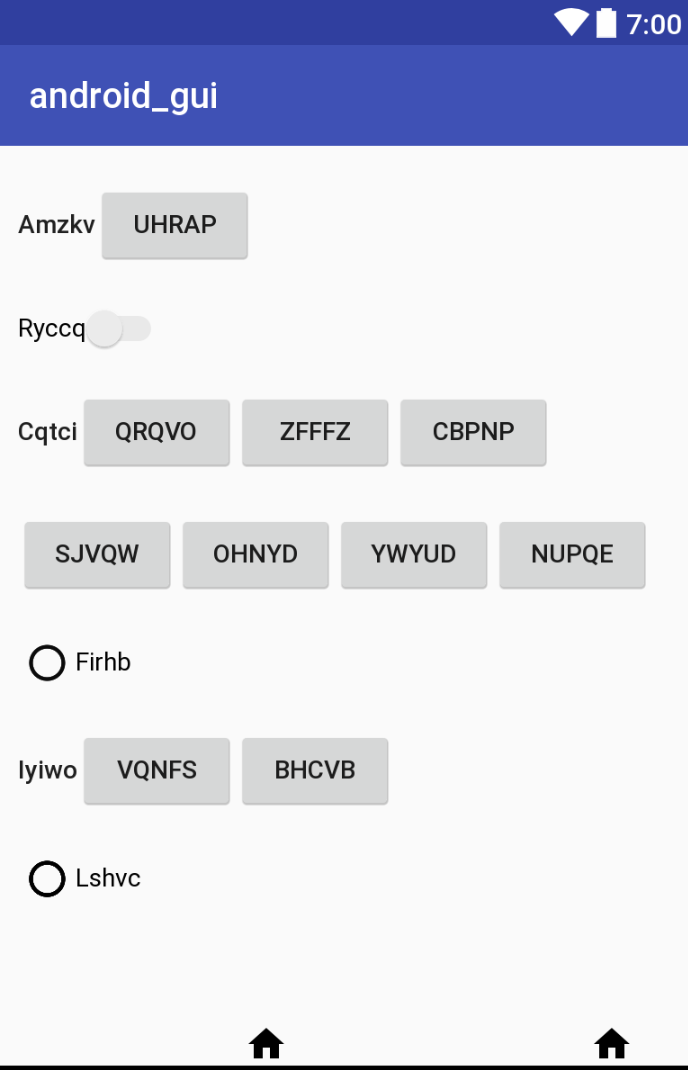 7:00
android_gui
Amzkv UHRAP
Ryccq
Cqtci QRQVO ZFFFZ CBPNP
SJVQW OHNYD YWYUD NUPQE
Firhb
Iyiwo VQNFS BHCVB
Lshvc